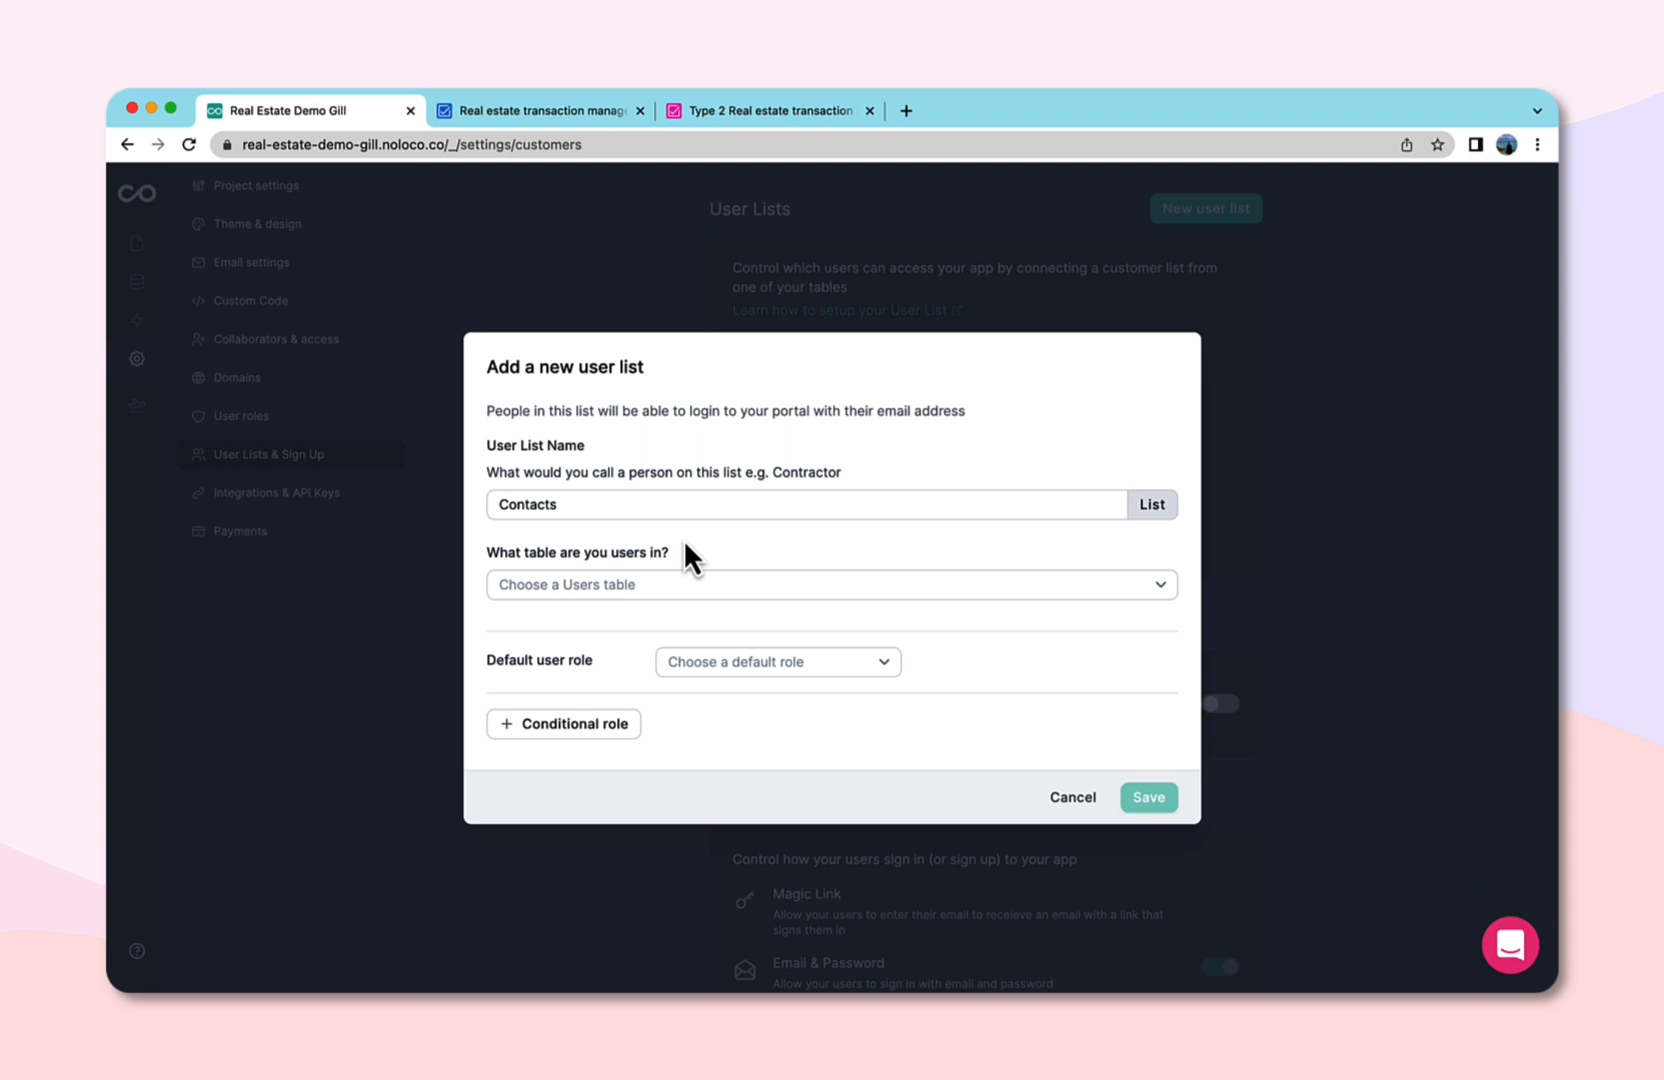 Real Estate Demo Gill
Real estate transaction manag
Type 2 Real estate transaction
real-estate-demo-gill.noloco.co/_/settings/customers
Project settings
Theme & design
Email settings
Custom Code
Collaborators & access
Domains
User roles
User Lists & Sign Up
Integrations & API Keys
Payments
User Lists
New user list
Control which users can access your app by connecting a customer list from
one of your tables
Learn how to setup your User List
Add a new user list
People in this list will be able to login to your portal with their email address
User List Name
What would you call a person on this list e.g. Contractor
Contacts
List
What table are you users in?
Choose a Users table
Default user role
Choose a default role
+ Conditional role
Cancel
Save
Control how your users sign in (or sign up) to your app
Magic Link
Allow your users to enter their email to receieve an email with a link that
signs them in
Email & Password
Allow your users to sign in with email and password